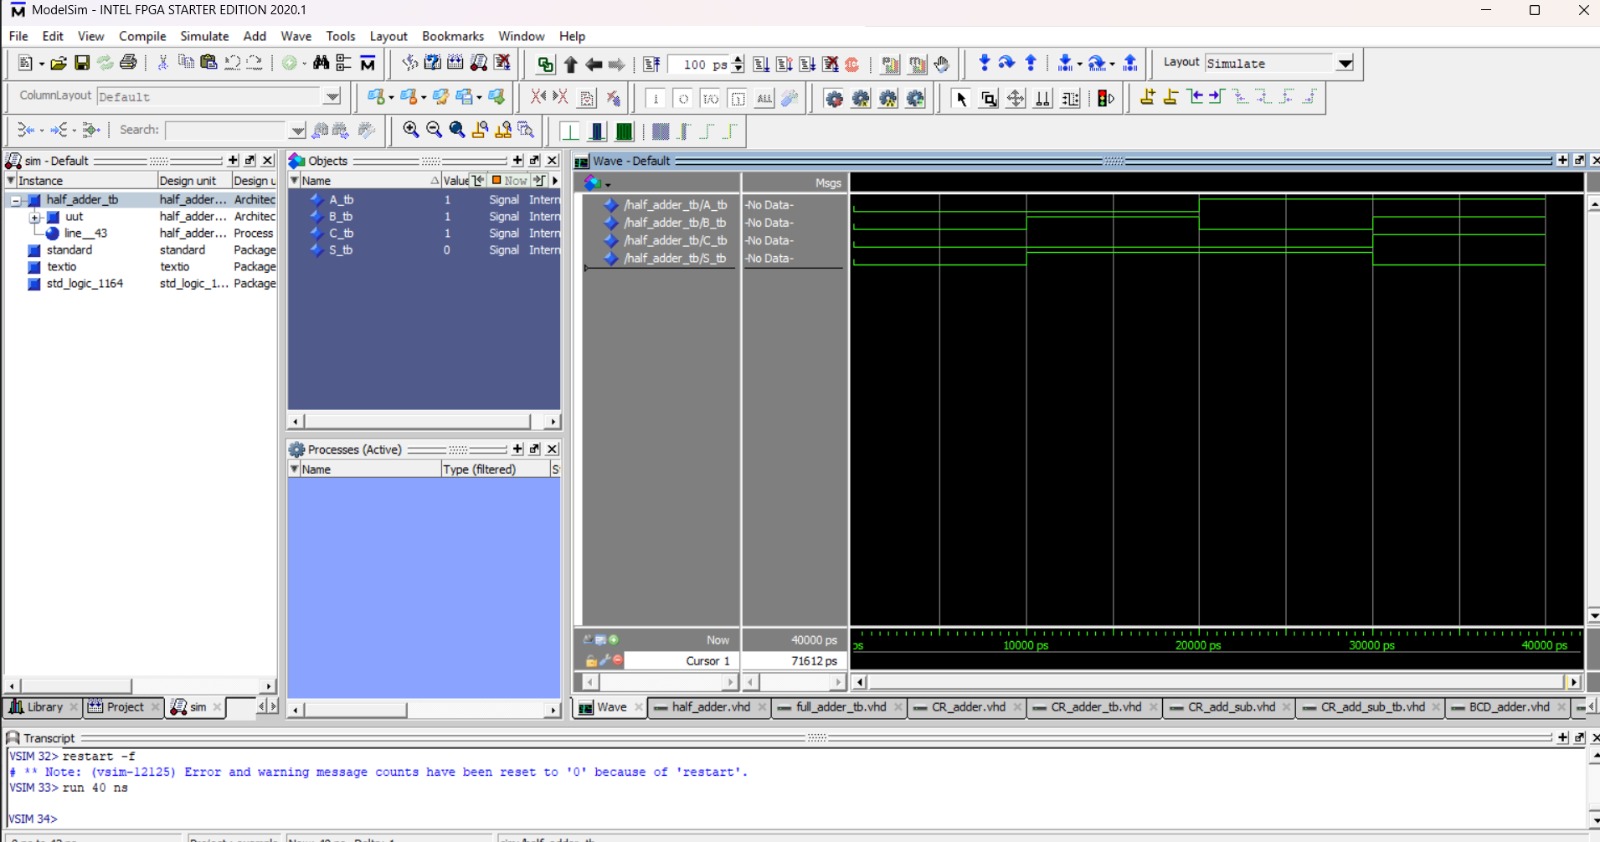 ModelSim - INTEL FPGA STARTER EDITION 2020.1
File Edit View Compile Simulate Add Wave Tools Layout Bookmarks Window Help
100 ps Layout Simulate
ColumnLayout Default
Search:
sim - Default
Instance Design unit Design u
half_adder_tb half_adder... Architec
uut half_adder... Architec
line__43 half_adder... Process
standard standard Package
textio textio Package
std_logic_1164 std_logic_1... Package
Library Project sim
Objects
Name Value Now
A_tb 1 Signal Intern
B_tb 1 Signal Intern
C_tb 1 Signal Intern
S_tb 0 Signal Intern
Processes (Active)
Name Type (filtered) S
Wave - Default
Msgs
/half_adder_tb/A_tb -No Data-
/half_adder_tb/B_tb -No Data-
/half_adder_tb/C_tb -No Data-
/half_adder_tb/S_tb -No Data-
Now 40000 ps
ps 10000 ps 20000 ps 30000 ps 40000 ps
Cursor 1 71612 ps
Wave half_adder.vhd full_adder_tb.vhd CR_adder.vhd CR_adder_tb.vhd CR_add_sub.vhd CR_add_sub_tb.vhd BCD_adder.vhd
Transcript
VSIM 32> restart -f
# ** Note: (vsim-12125) Error and warning message counts have been reset to '0' because of 'restart'.
VSIM 33> run 40 ns
VSIM 34>